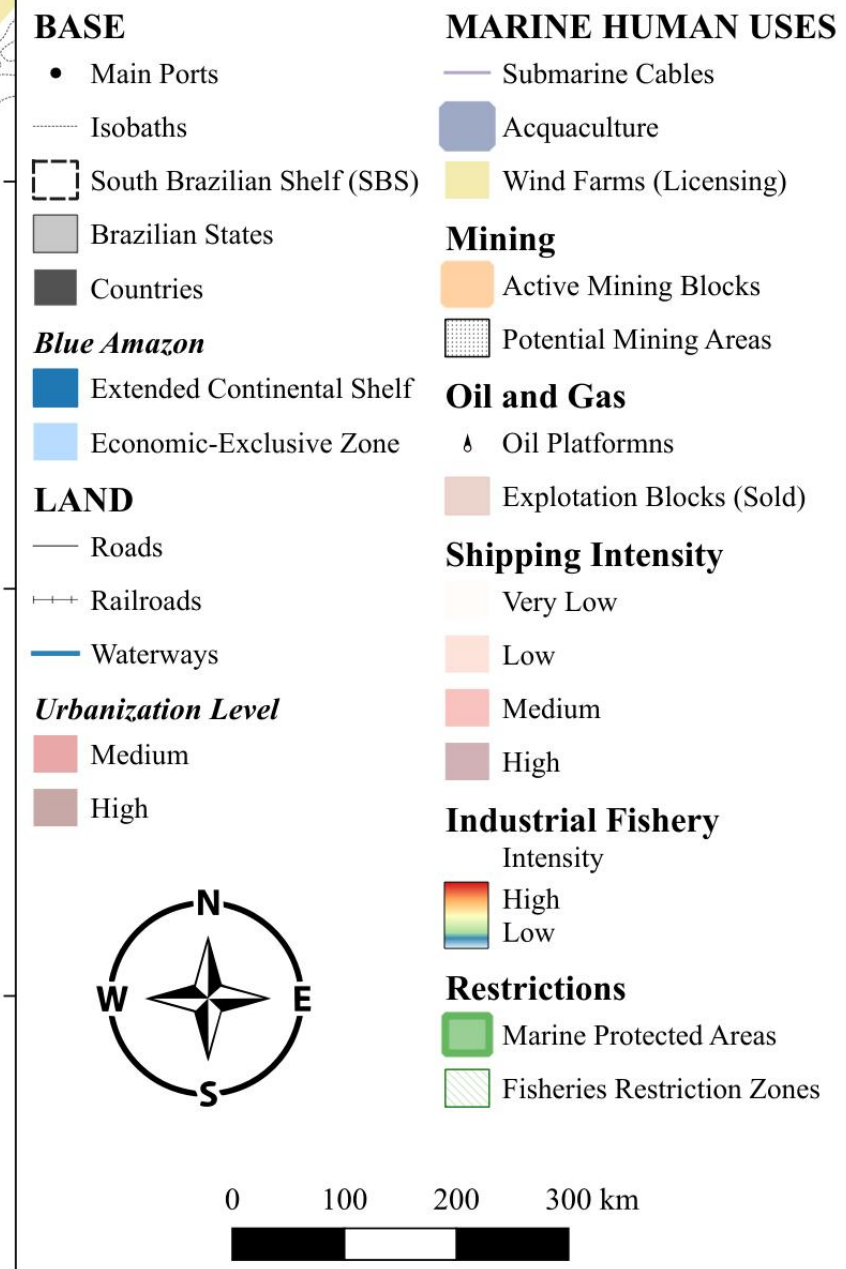 BASE
Main Ports
Isobaths
South Brazilian Shelf (SBS)
Brazilian States
Countries
Blue Amazon
Extended Continental Shelf
Economic-Exclusive Zone
LAND
Roads
Railroads
Waterways
Urbanization Level
Medium
High
N
W E
S
MARINE HUMAN USES
Submarine Cables
Acquaculture
Wind Farms (Licensing)
Mining
Active Mining Blocks
Potential Mining Areas
Oil and Gas
Oil Platformns
Explotation Blocks (Sold)
Shipping Intensity
Very Low
Low
Medium
High
Industrial Fishery
Intensity
High
Low
Restrictions
Marine Protected Areas
Fisheries Restriction Zones
0 100 200 300 km